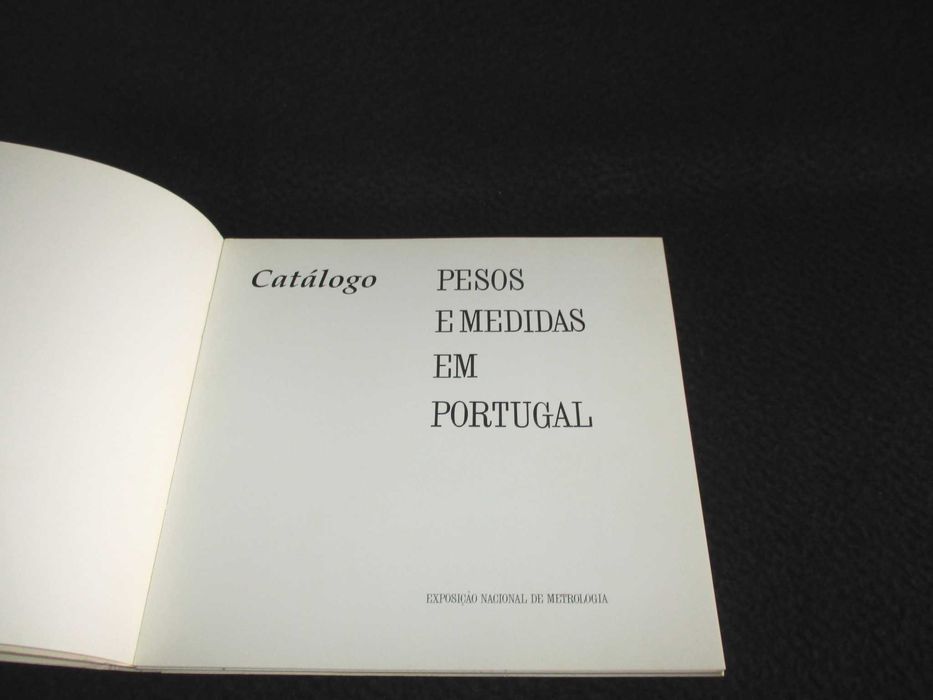 Catálogo
PESOS
E MEDIDAS
EM
PORTUGAL
EXPOSIÇÃO NACIONAL DE METROLOGIA